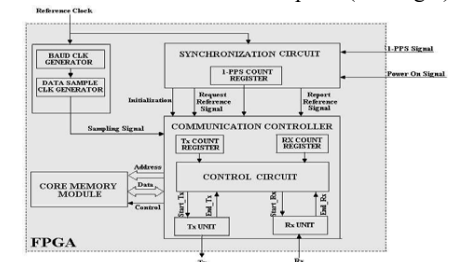 Reference Clock
BAUD CLK
GENERATOR
DATA SAMPLE
CLK GENERATOR
SYNCHRONIZATION CIRCUIT
1-PPS COUNT
REGISTER
1-PPS Signal
Power On Signal
Initialization
Request
Reference
Signal
Report
Reference
Signal
Sampling Signal
COMMUNICATION CONTROLLER
Tx COUNT
REGISTER
RX COUNT
REGISTER
CONTROL CIRCUIT
Address
Data
Control
CORE MEMORY
MODULE
Start_Tx
End_Tx
Start_Rx
End_Rx
Tx UNIT
Rx UNIT
FPGA